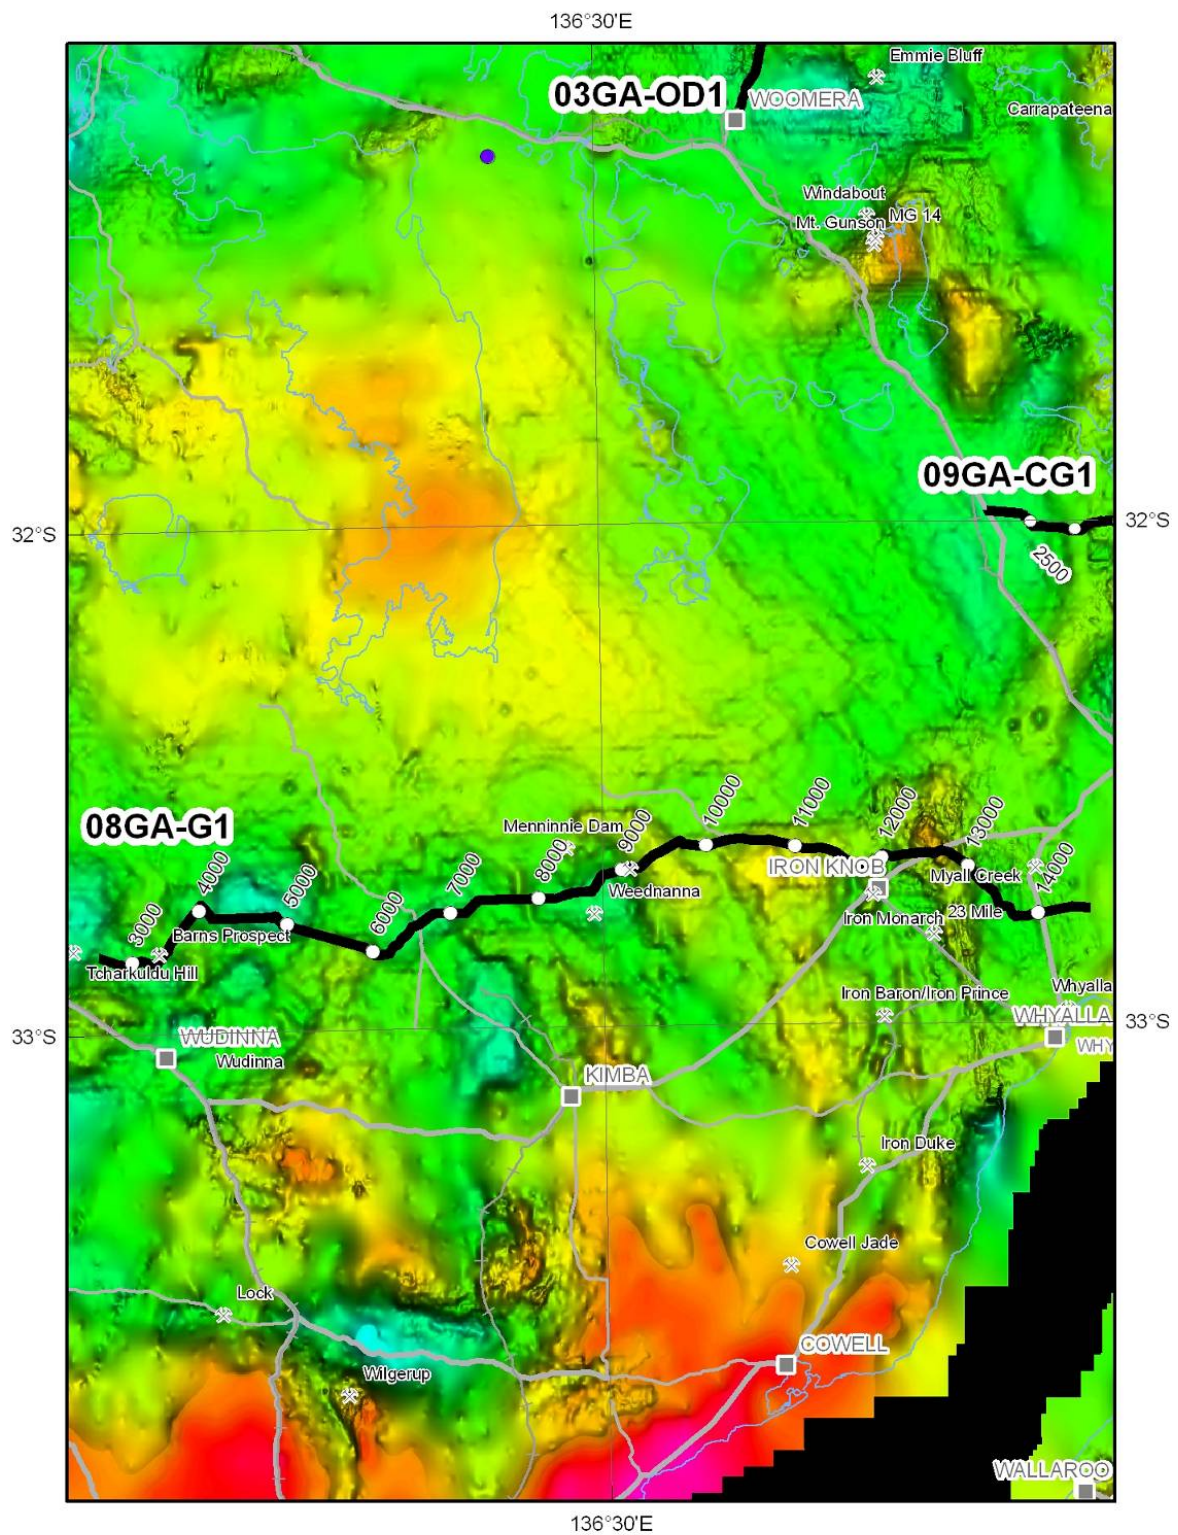 136°30'E
Emmie Bluff
03GA-OD1
WOOMERA
Carrapateena
Windabout
MG 14
Mt. Gunson
09GA-CG1
32°S
32°S
2500
08GA-G1
Menninnie Dam
10000
11000
12000
13000
9000
8000
7000
6000
5000
4000
3000
14000
IRON KNOB
Myall Creek
Weednanna
Iron Monarch
23 Mile
Barns Prospect
Tcharkuldu Hill
Iron Baron/Iron Prince
Whyalla
33°S
WHYALLA
33°S
WUDINNA
WHY
Wudinna
KIMBA
Iron Duke
Cowell Jade
Lock
COWELL
Wilgerup
WALLAROO
136°30'E